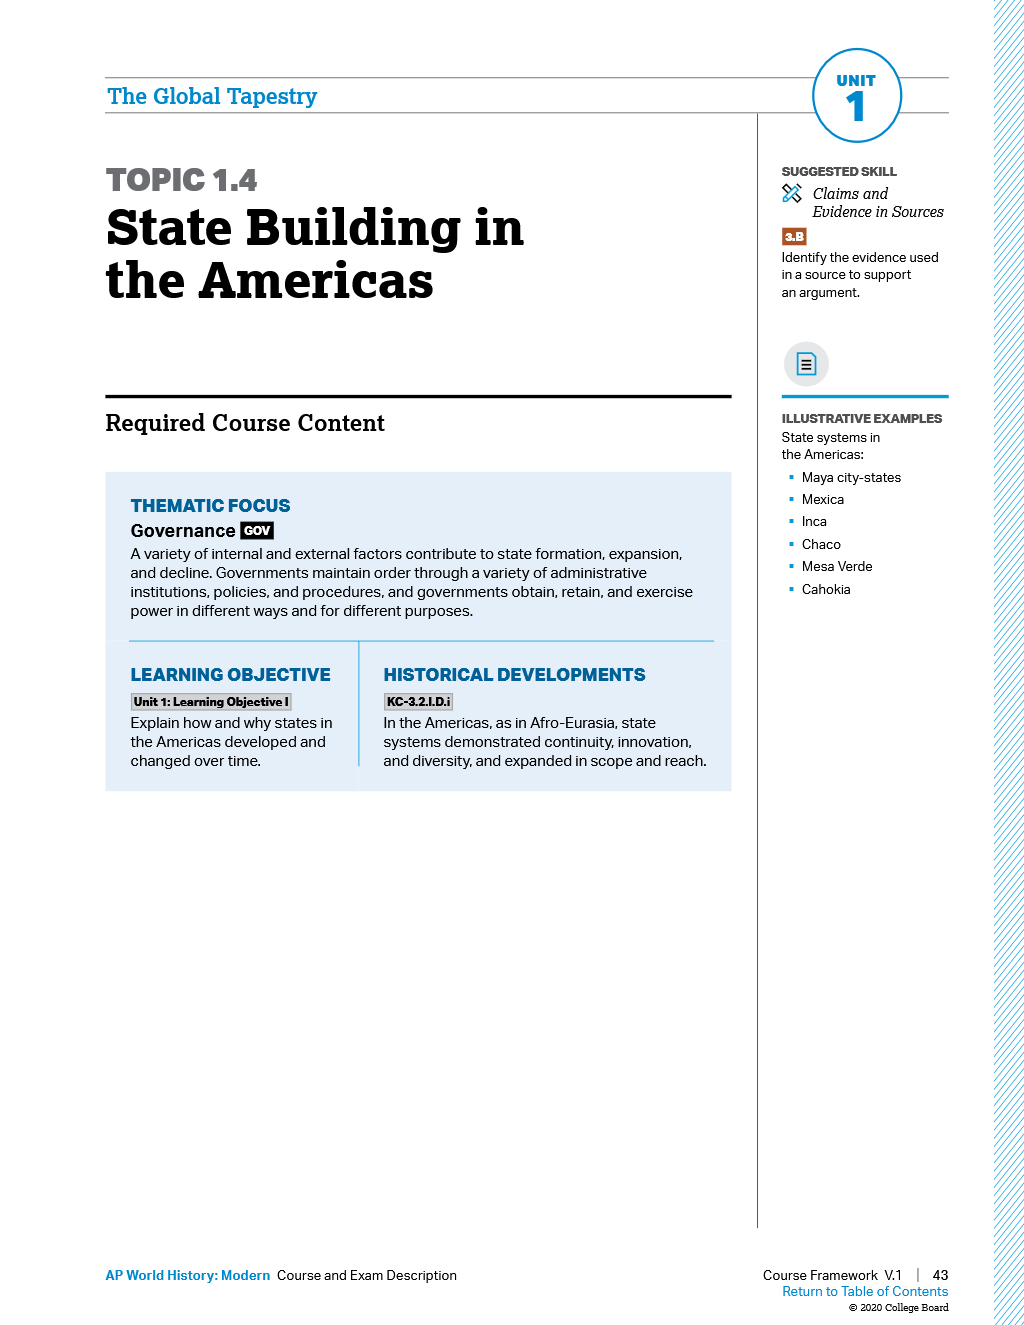 The Global Tapestry
UNIT
1
TOPIC 1.4
State Building in
the Americas
Required Course Content
THEMATIC FOCUS
Governance GOV
A variety of internal and external factors contribute to state formation, expansion,
and decline. Governments maintain order through a variety of administrative
institutions, policies, and procedures, and governments obtain, retain, and exercise
power in different ways and for different purposes.
LEARNING OBJECTIVE
Unit 1: Learning Objective I
Explain how and why states in
the Americas developed and
changed over time.
HISTORICAL DEVELOPMENTS
KC-3.2.I.D.i
In the Americas, as in Afro-Eurasia, state
systems demonstrated continuity, innovation,
and diversity, and expanded in scope and reach.
SUGGESTED SKILL
Claims and
Evidence in Sources
3.B
Identify the evidence used
in a source to support
an argument.
ILLUSTRATIVE EXAMPLES
State systems in
the Americas:
▪ Maya city-states
▪ Mexica
▪ Inca
▪ Chaco
▪ Mesa Verde
▪ Cahokia
AP World History: Modern Course and Exam Description
Course Framework V.1 | 43
Return to Table of Contents
© 2020 College Board